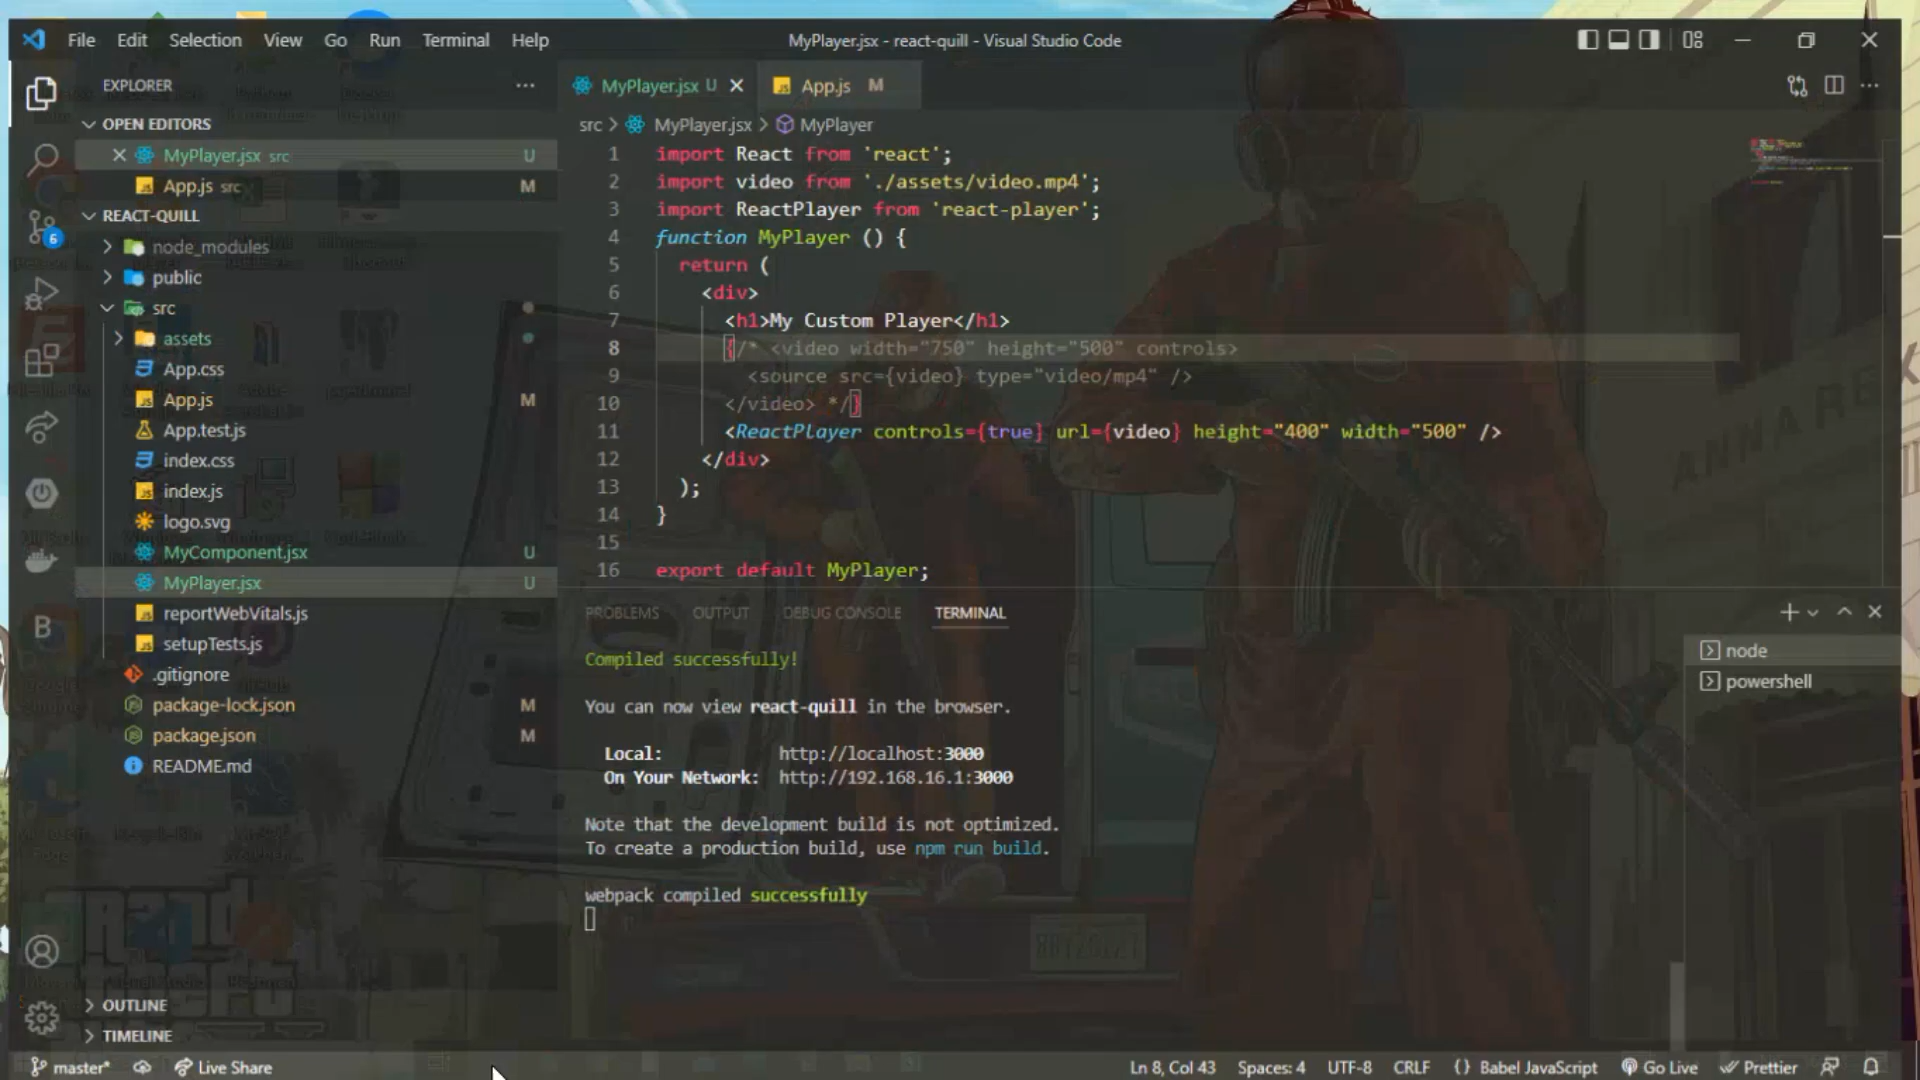 File Edit Selection View Go Run Terminal Help
MyPlayer.jsx - react-quill - Visual Studio Code
EXPLORER
OPEN EDITORS
MyPlayer.jsx src U
App.js src M
REACT-QUILL
node_modules
public
src
assets
App.css
App.js M
App.test.js
index.css
index.js
logo.svg
MyComponent.jsx U
MyPlayer.jsx U
reportWebVitals.js
setupTests.js
.gitignore
package-lock.json M
package.json M
README.md
OUTLINE
TIMELINE
6
MyPlayer.jsx U
App.js M
src > MyPlayer.jsx > MyPlayer
1 import React from 'react';
2 import video from './assets/video.mp4';
3 import ReactPlayer from 'react-player';
4 function MyPlayer () {
5 return (
6 <div>
7 <h1>My Custom Player</h1>
8 {/* <video width="750" height="500" controls>
9 <source src={video} type="video/mp4" />
10 </video> */}
11 <ReactPlayer controls={true} url={video} height="400" width="500" />
12 </div>
13 );
14 }
15
16 export default MyPlayer;
PROBLEMS OUTPUT DEBUG CONSOLE TERMINAL
node
powershell
Compiled successfully!
You can now view react-quill in the browser.
Local: http://localhost:3000
On Your Network: http://192.168.16.1:3000
Note that the development build is not optimized.
To create a production build, use npm run build.
webpack compiled successfully
master* Live Share
Ln 8, Col 43 Spaces: 4 UTF-8 CRLF {} Babel JavaScript Go Live Prettier